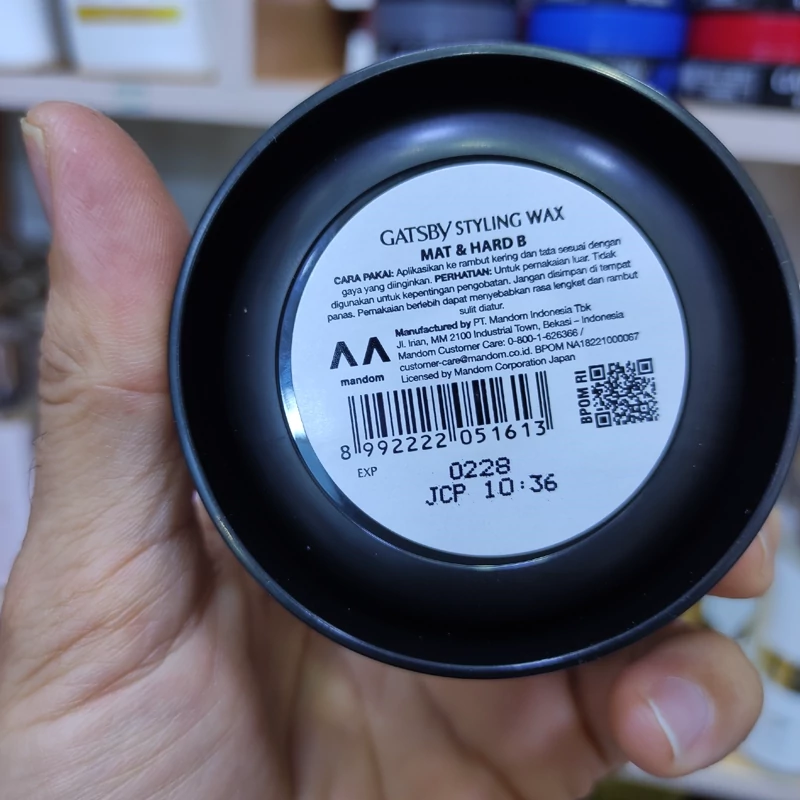 GATSBY STYLING WAX
MAT & HARD B
CARA PAKAI: Aplikasikan ke rambut kering dan tata sesuai dengan
gaya yang diinginkan. PERHATIAN: Untuk pemakaian luar. Tidak
digunakan untuk kepentingan pengobatan. Jangan disimpan di tempat
panas. Pemakaian berlebih dapat menyebabkan rasa lengket dan rambut
sulit diatur.
Manufactured by PT. Mandom Indonesia Tbk
Jl. Irian, MM 2100 Industrial Town, Bekasi – Indonesia
Mandom Customer Care: 0-800-1-626366 /
customer-care@mandom.co.id. BPOM NA18221000067
Licensed by Mandom Corporation Japan
mandom
BPOM RI
8 992222 051613
EXP 0228
JCP 10:36